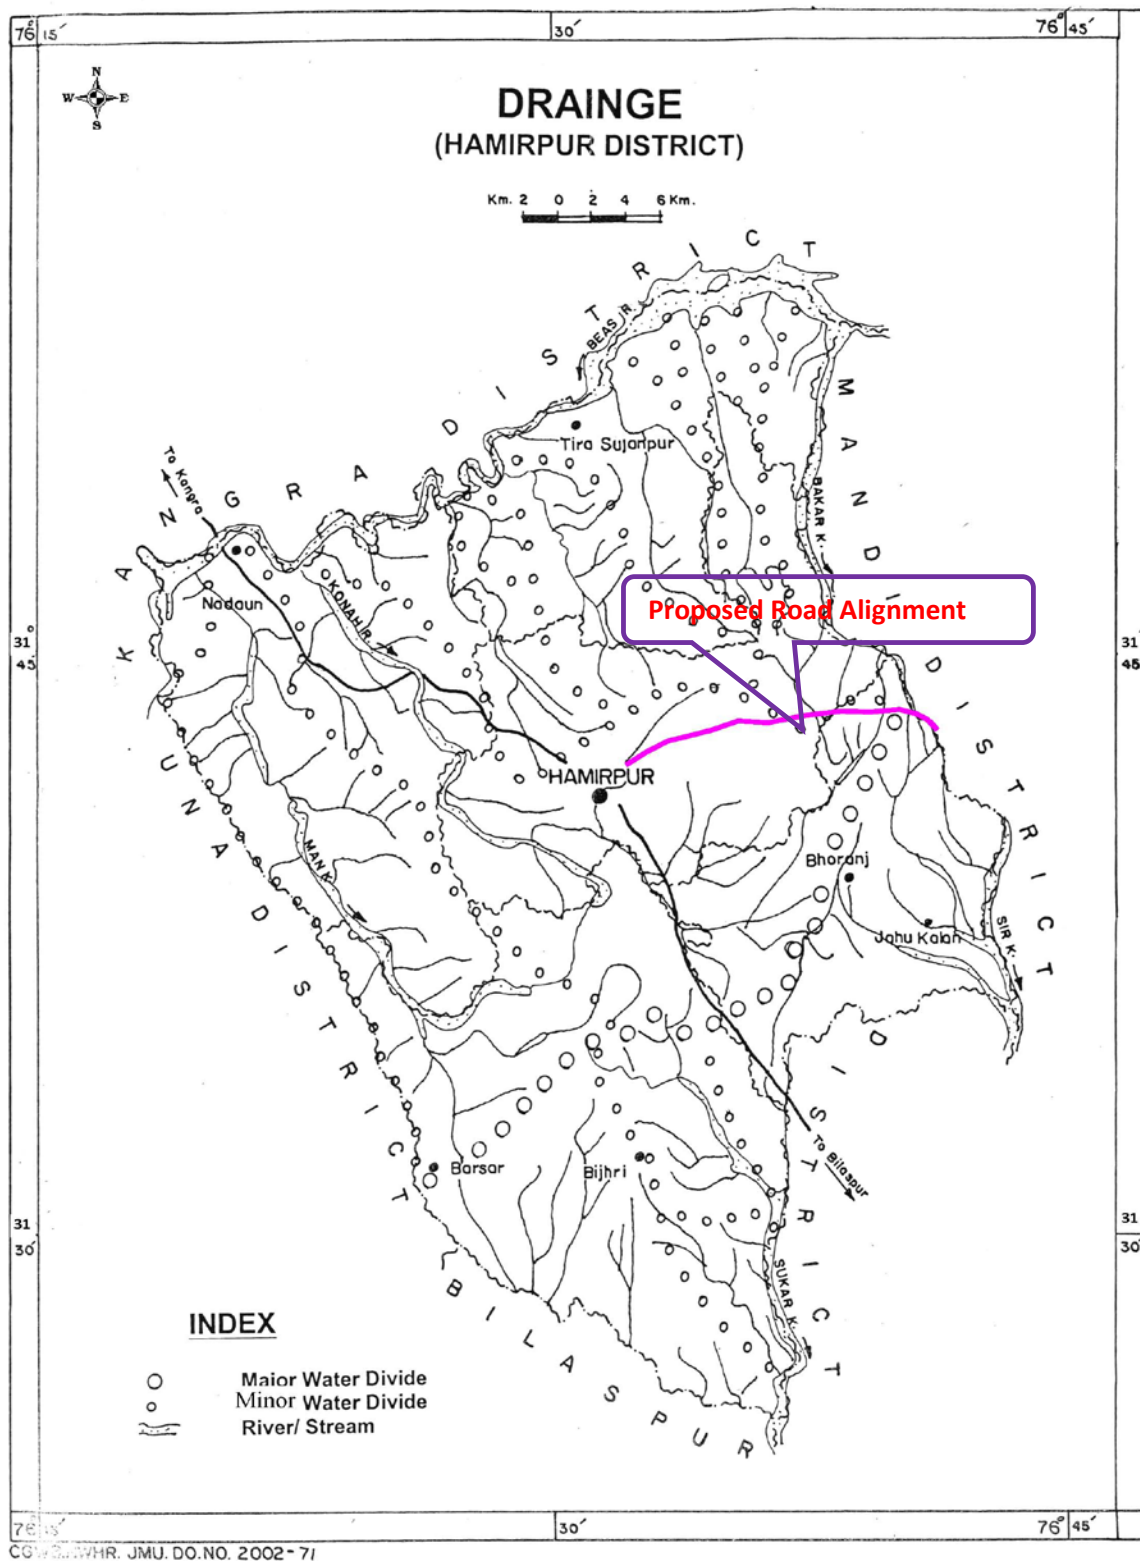 76° 15′ 30′ 76° 45′
N
W E
S
DRAINGE
(HAMIRPUR DISTRICT)
Km. 2 0 2 4 6 Km.
KANGRA DISTRICT
BEAS R.
MANDI DISTRICT
Tira Sujanpur
To Kangra
BAKAR K.
Nadaun
KONAH R.
Proposed Road Alignment
31° 45′
31° 45′
UNA DISTRICT
HAMIRPUR
MAN K.
Bhoranj
Jahu Kalan
SIR K.
Barsar
Bijhri
To Bilaspur
31 30′
31 30′
SUKAR K.
BILASPUR DISTRICT
INDEX
Maior Water Divide
Minor Water Divide
River/ Stream
76 15′ 30′ 76° 45′
JMU. DO. NO. 2002-71